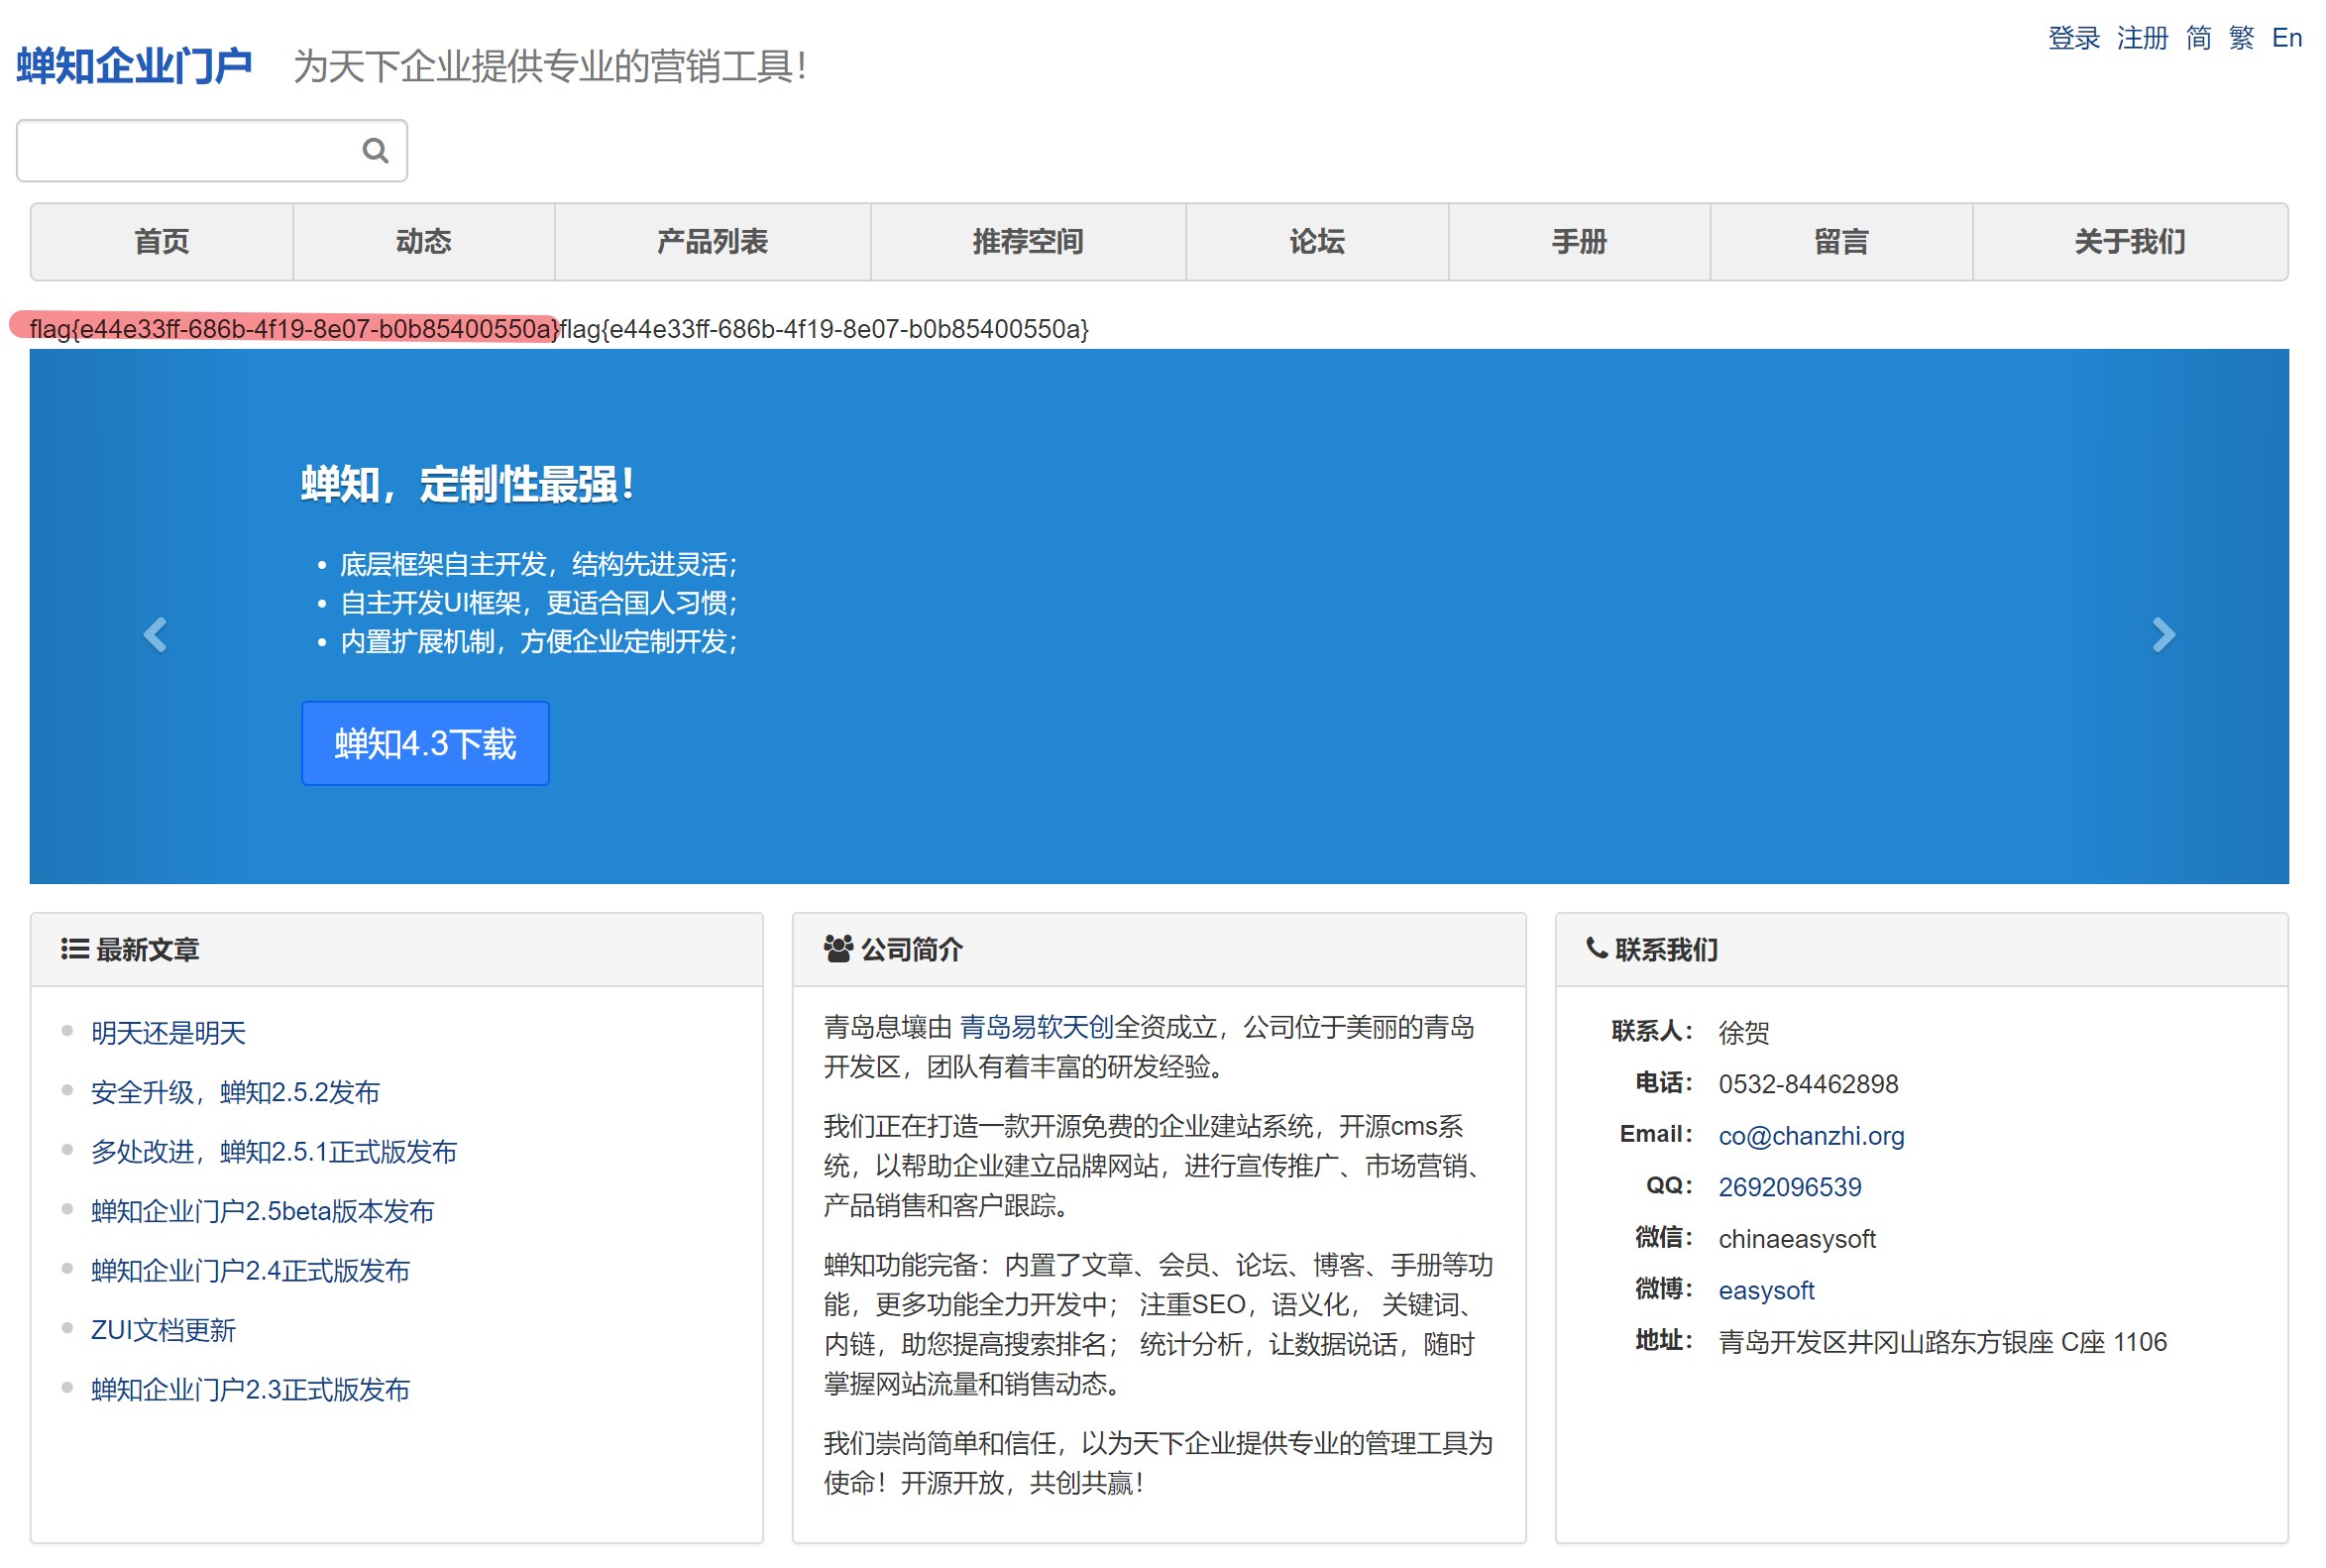 登录 注册 简 繁 En
蝉知企业门户 为天下企业提供专业的营销工具！
首页 动态 产品列表 推荐空间 论坛 手册 留言 关于我们
flag{e44e33ff-686b-4f19-8e07-b0b85400550a}flag{e44e33ff-686b-4f19-8e07-b0b85400550a}
蝉知，定制性最强！
底层框架自主开发，结构先进灵活；
自主开发UI框架，更适合国人习惯；
内置扩展机制，方便企业定制开发；
蝉知4.3下载
最新文章
明天还是明天
安全升级，蝉知2.5.2发布
多处改进，蝉知2.5.1正式版发布
蝉知企业门户2.5beta版本发布
蝉知企业门户2.4正式版发布
ZUI文档更新
蝉知企业门户2.3正式版发布
公司简介
青岛息壤由 青岛易软天创全资成立，公司位于美丽的青岛
开发区，团队有着丰富的研发经验。
我们正在打造一款开源免费的企业建站系统，开源cms系
统，以帮助企业建立品牌网站，进行宣传推广、市场营销、
产品销售和客户跟踪。
蝉知功能完备：内置了文章、会员、论坛、博客、手册等功
能，更多功能全力开发中； 注重SEO，语义化， 关键词、
内链，助您提高搜索排名； 统计分析，让数据说话，随时
掌握网站流量和销售动态。
我们崇尚简单和信任，以为天下企业提供专业的管理工具为
使命！开源开放，共创共赢！
联系我们
联系人： 徐贺
电话： 0532-84462898
Email： co@chanzhi.org
QQ： 2692096539
微信： chinaeasysoft
微博： easysoft
地址： 青岛开发区井冈山路东方银座 C座 1106